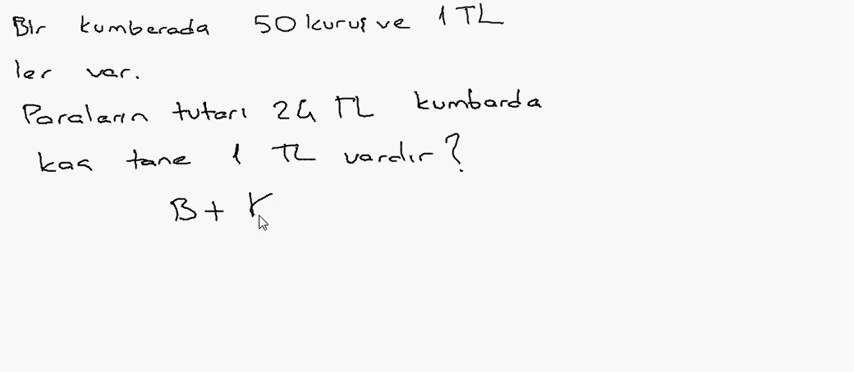 Bir kumberada 50 kuruş ve 1 TL
ler var.
Paraların tutarı 24 TL kumbarda
kaç tane 1 TL vardır?
B + K